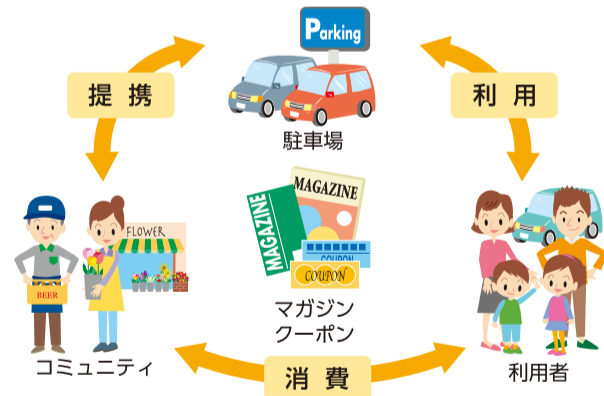 Parking
提携
利用
駐車場
MAGAZINE
MAGAZINE
COUPON
COUPON
FLOWER
BEER
マガジン
クーポン
コミュニティ
消費
利用者